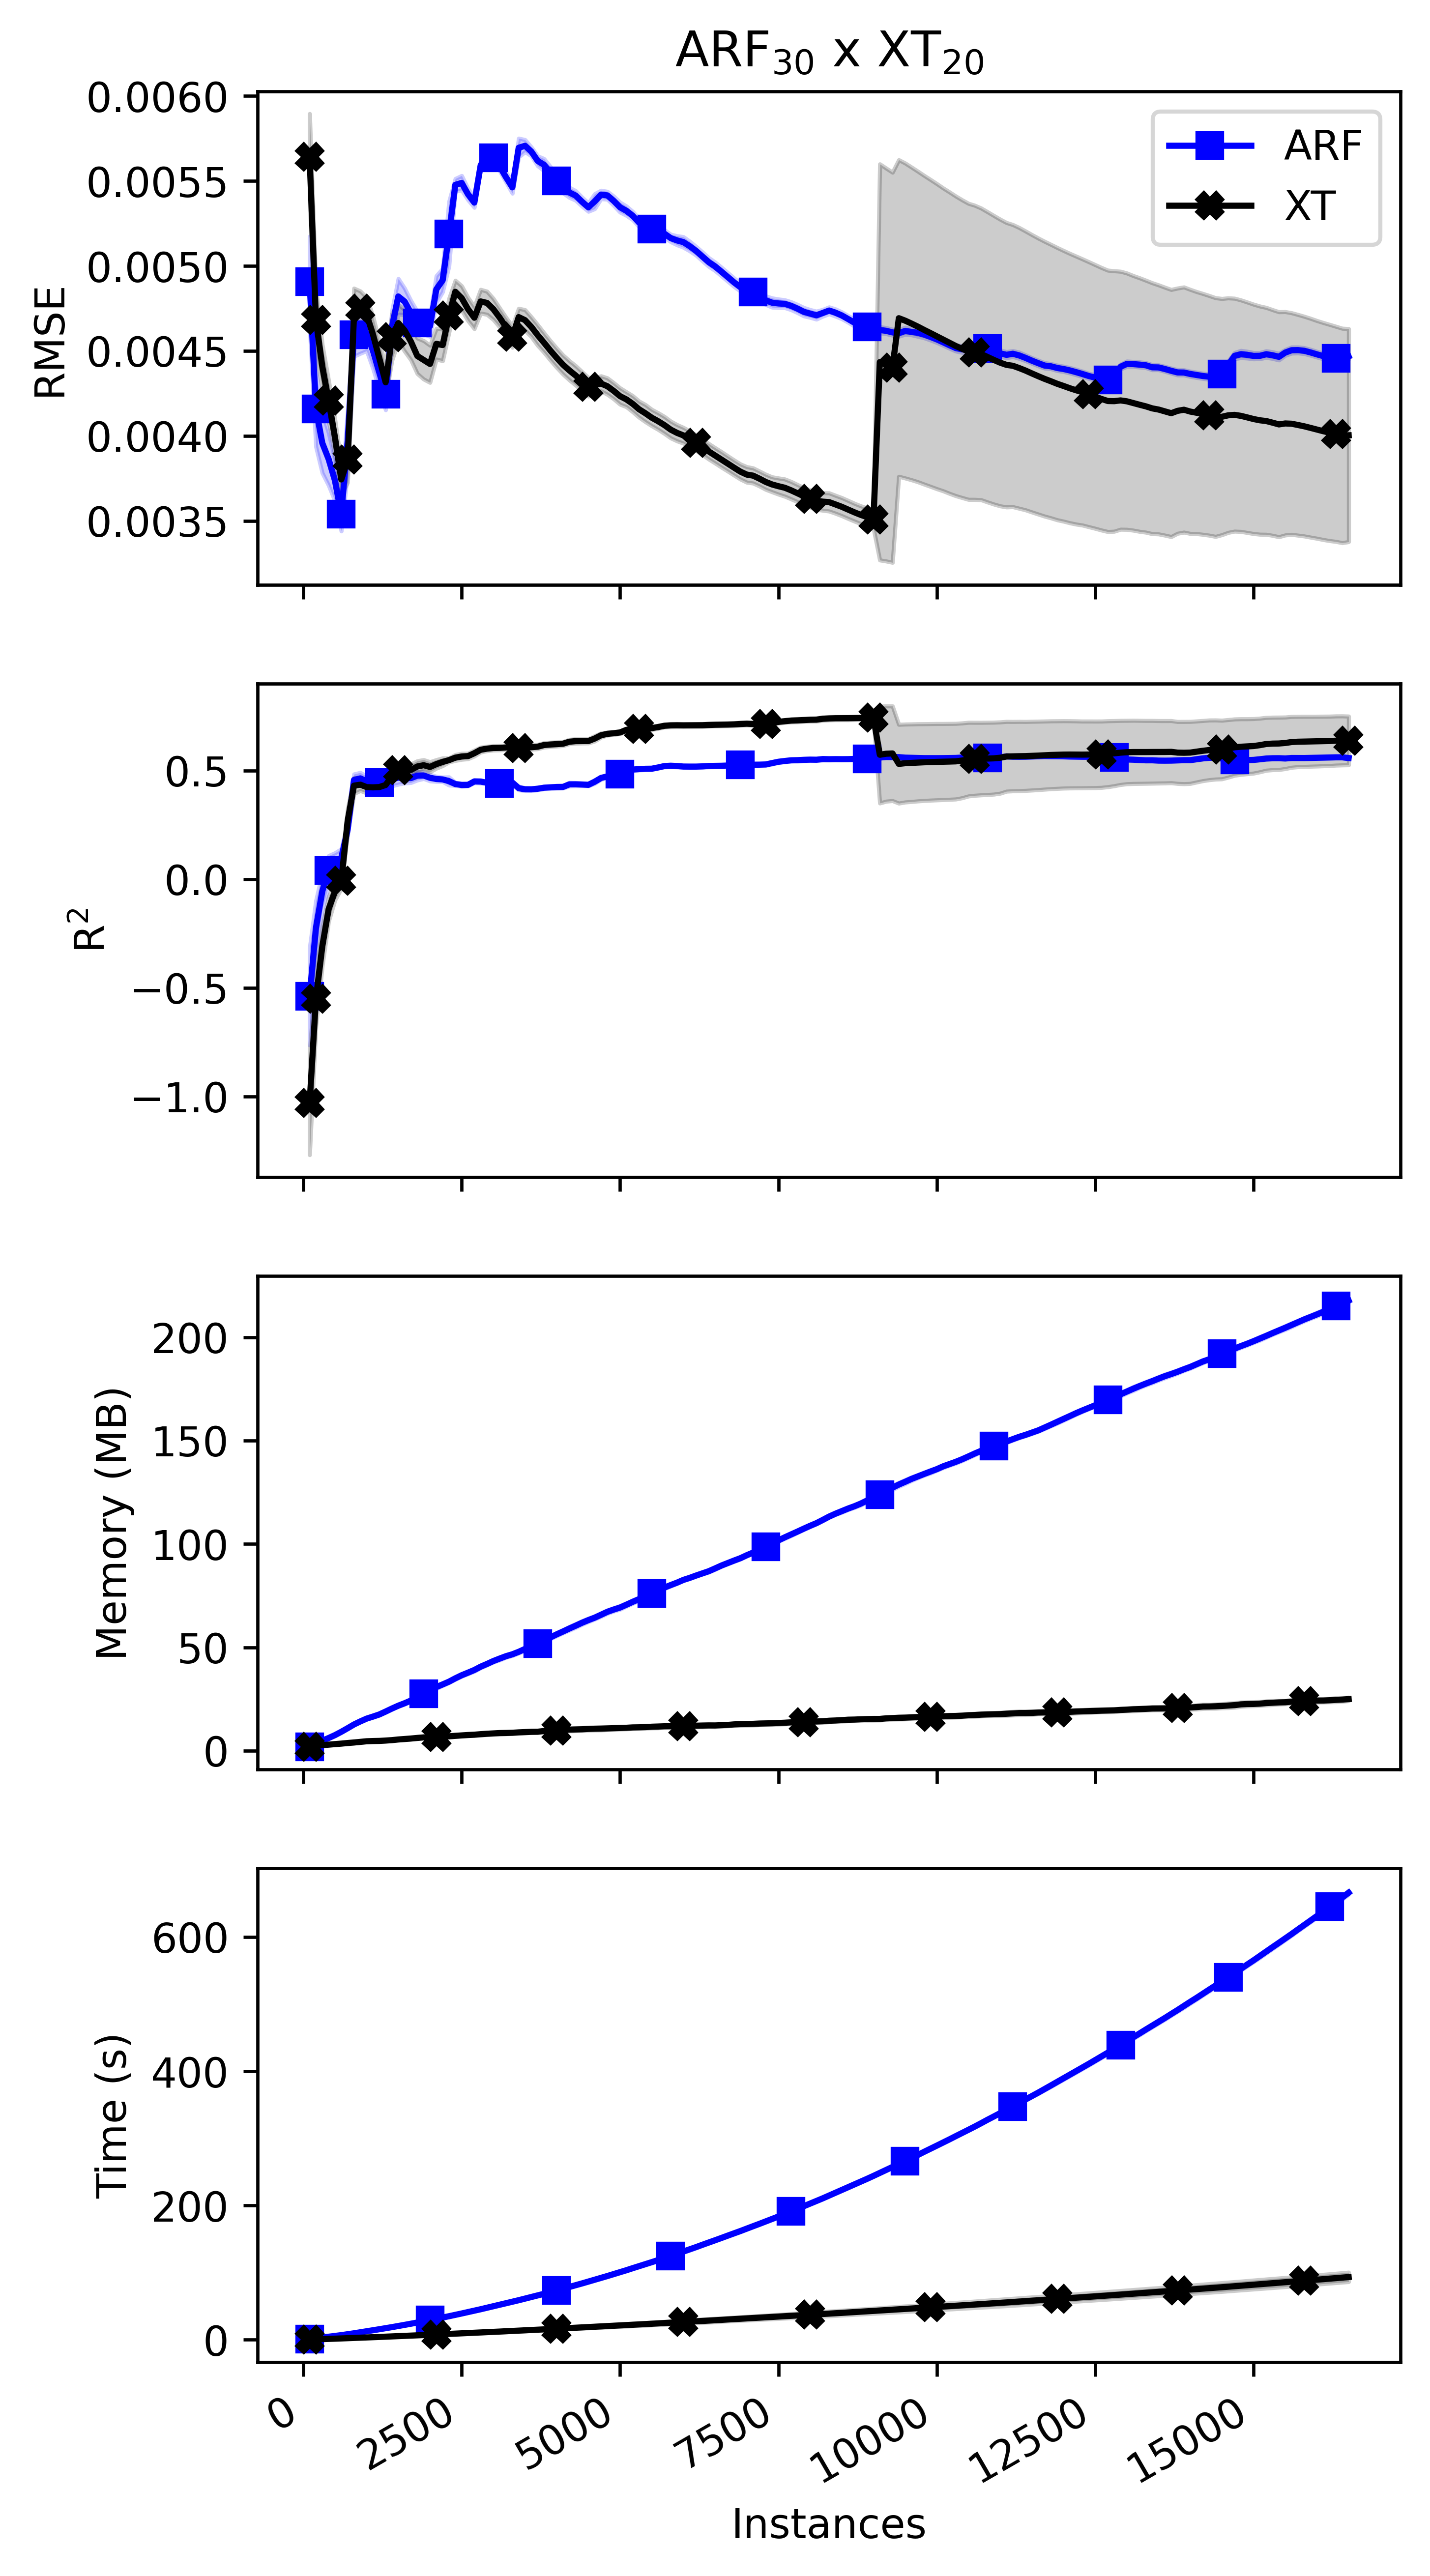 ARF₃₀ x XT₂₀
0.0060
0.0055
0.0050
0.0045
0.0040
0.0035
RMSE
ARF
XT
0.5
0.0
−0.5
−1.0
R²
200
150
100
50
0
Memory (MB)
600
400
200
0
Time (s)
0 2500 5000 7500 10000 12500 15000
Instances